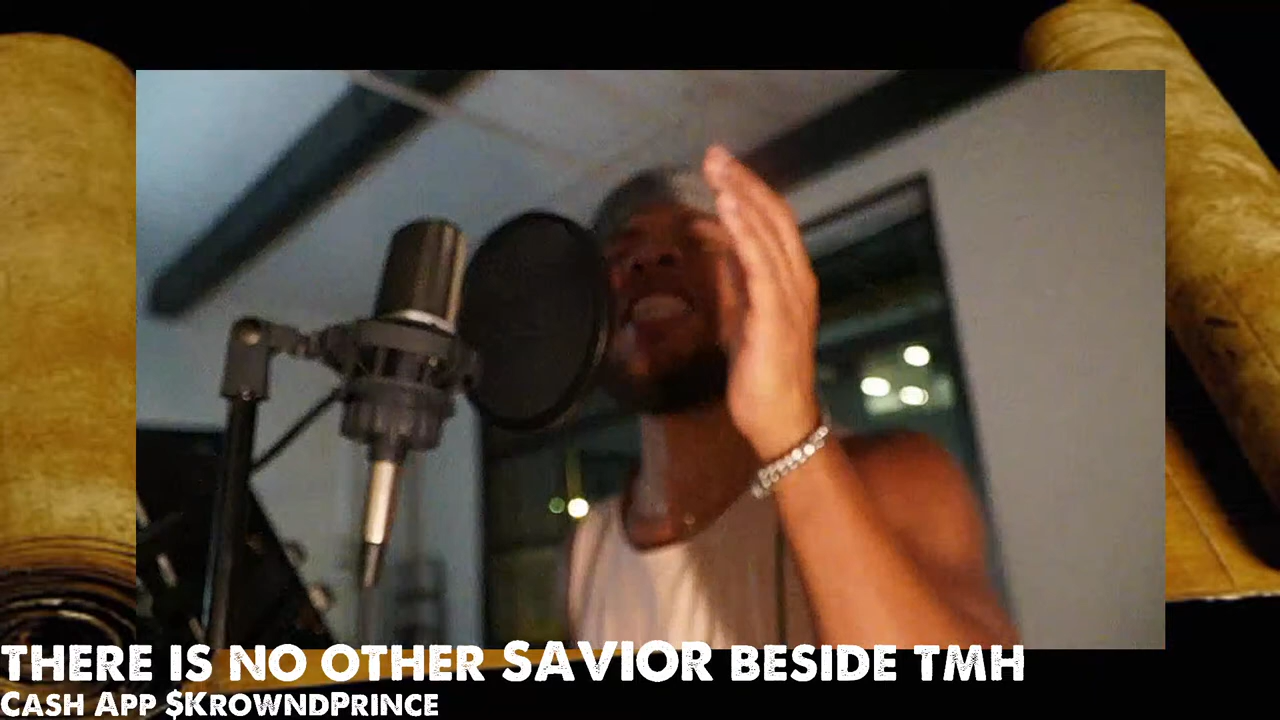 THERE IS NO OTHER SAVIOR BESIDE TMH
CASH APP $KROWNDPRINCE